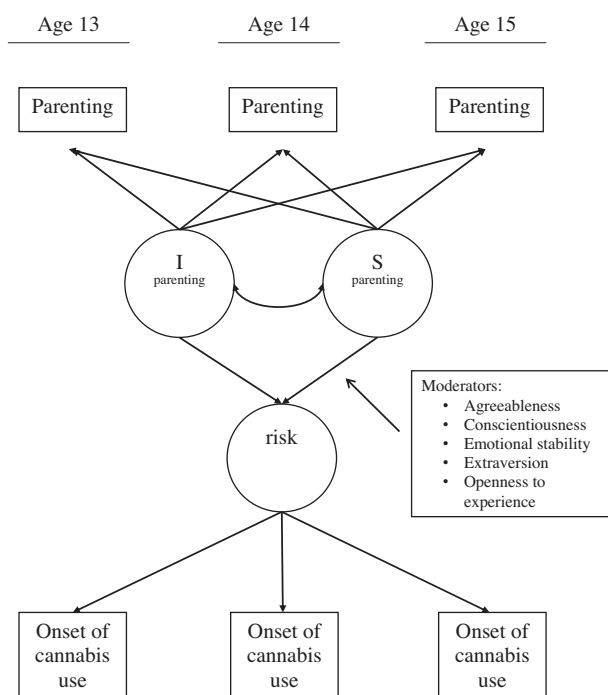 Age 13 Age 14 Age 15
Parenting Parenting Parenting
I S
parenting parenting
Moderators:
• Agreeableness
• Conscientiousness
• Emotional stability
• Extraversion
• Openness to
experience
risk
Onset of Onset of Onset of
cannabis cannabis cannabis
use use use